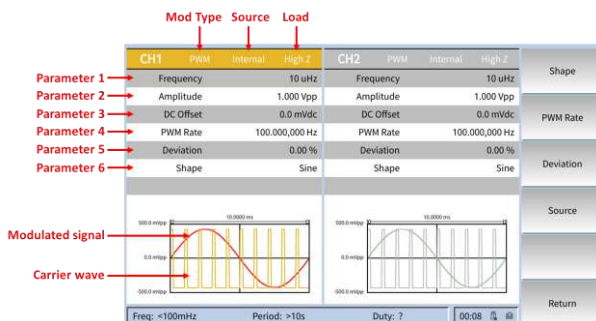 Mod Type Source Load
CH1 PWM Internal High Z CH2 PWM Internal High Z
Shape
Parameter 1 Frequency 10 uHz Frequency 10 uHz
Parameter 2 Amplitude 1.000 Vpp Amplitude 1.000 Vpp
Parameter 3 DC Offset 0.0 mVdc DC Offset 0.0 mVdc
PWM Rate
Parameter 4 PWM Rate 100.000,000 Hz PWM Rate 100.000,000 Hz
Parameter 5 Deviation 0.00 % Deviation 0.00 %
Deviation
Parameter 6 Shape Sine Shape Sine
Source
10.0000 ms 10.0000 ms
500.0 mVpp 500.0 mVpp
Modulated signal
0.0 mVpp 0.0 mVpp
Carrier wave
-500.0 mVpp -500.0 mVpp
Return
Freq: <100mHz Period: >10s Duty: ? 00:08